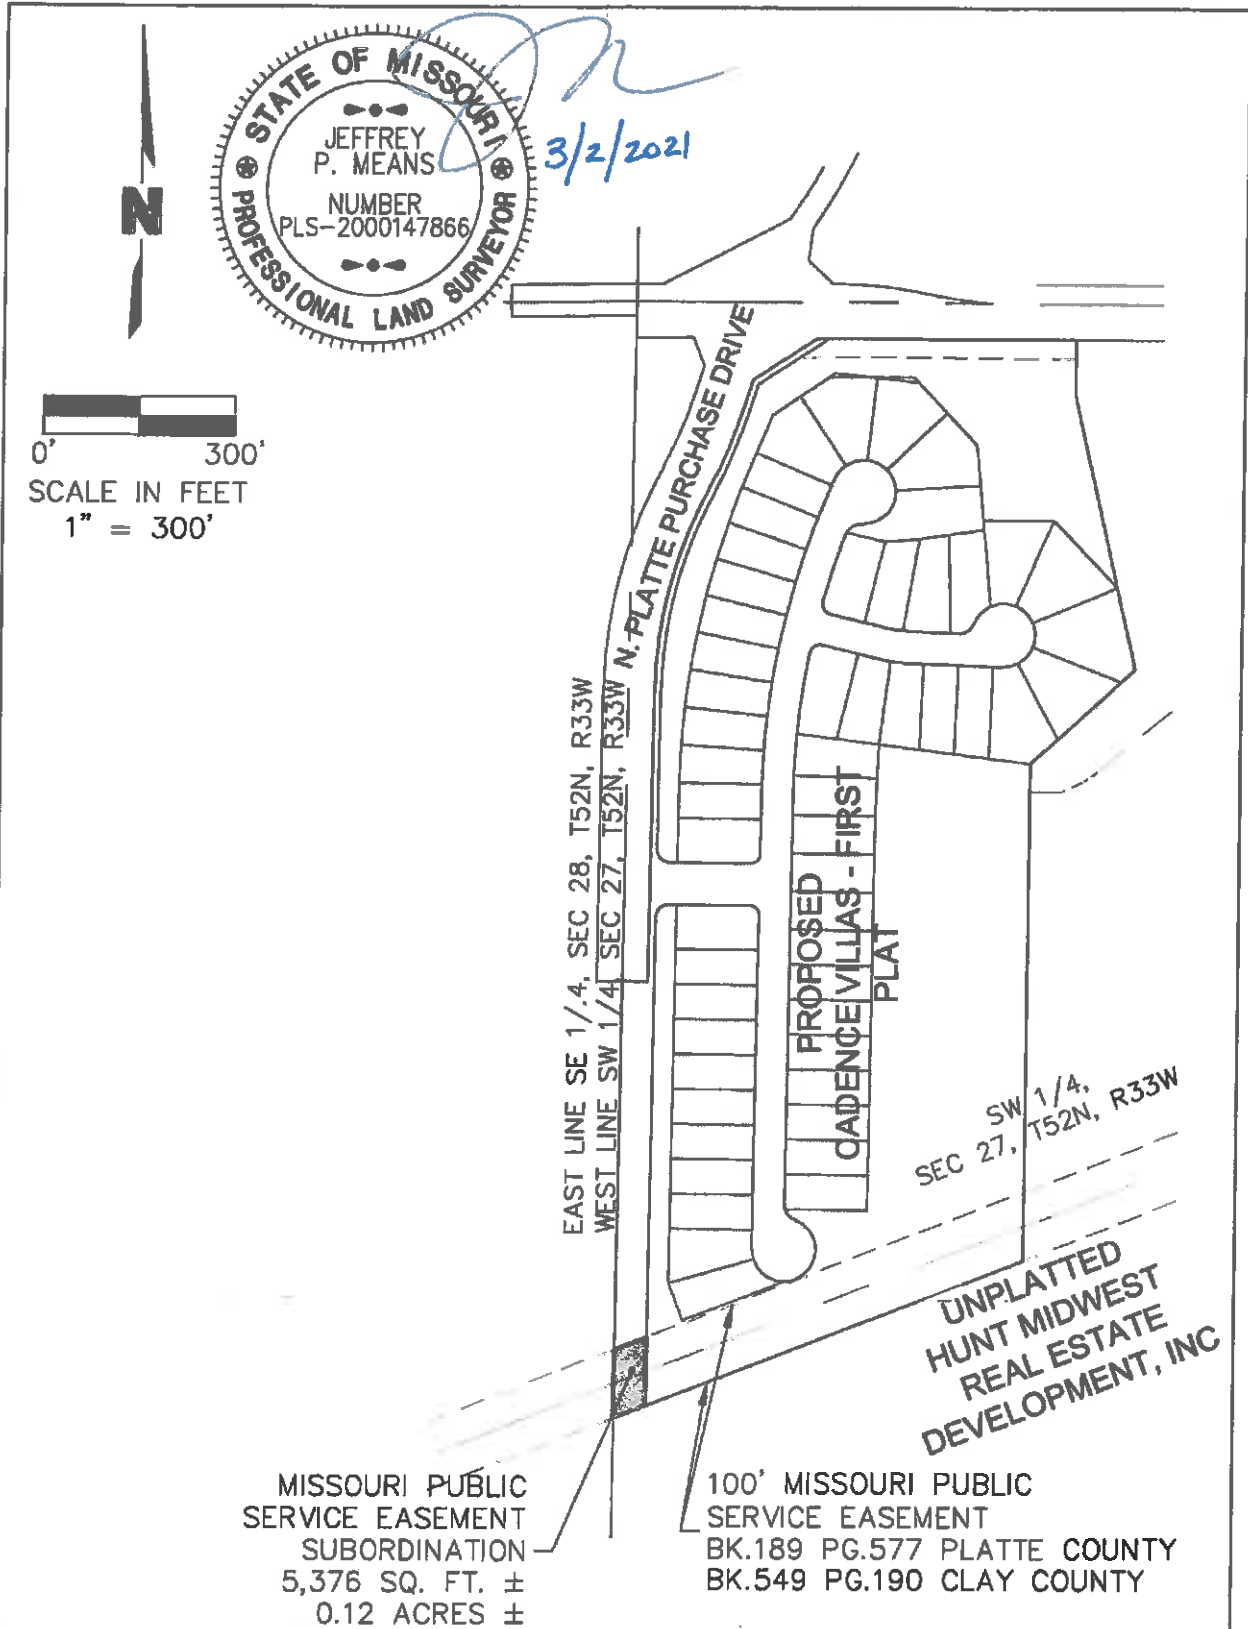 STATE OF MISSOURI
JEFFREY
P. MEANS
NUMBER
PLS-2000147866
PROFESSIONAL LAND SURVEYOR
3/2/2021
N
0' 300'
SCALE IN FEET
1" = 300'
N. PLATTE PURCHASE DRIVE
EAST LINE SE 1/4, SEC 28, T52N, R33W
WEST LINE SW 1/4 SEC 27, T52N, R33W
PROPOSED
CADENCE VILLAS - FIRST
PLAT
SW 1/4,
SEC 27, T52N, R33W
UNPLATTED
HUNT MIDWEST
REAL ESTATE
DEVELOPMENT, INC
MISSOURI PUBLIC
SERVICE EASEMENT
SUBORDINATION
5,376 SQ. FT. ±
0.12 ACRES ±
100' MISSOURI PUBLIC
SERVICE EASEMENT
BK.189 PG.577 PLATTE COUNTY
BK.549 PG.190 CLAY COUNTY